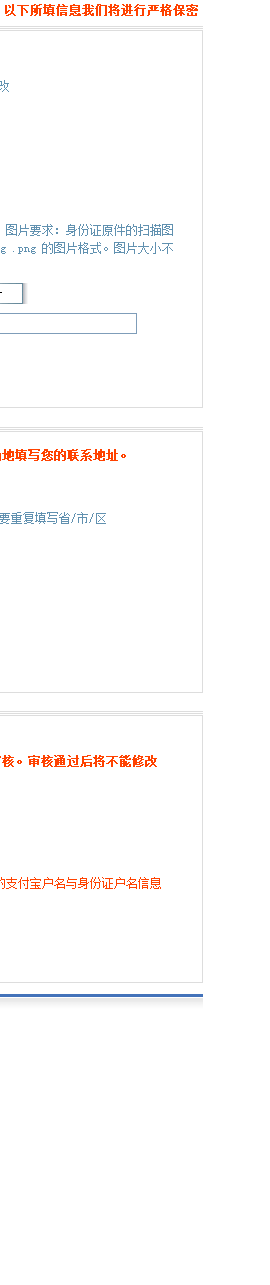 以下所填信息我们将进行严格保密
改
图片要求：身份证原件的扫描图
g .png 的图片格式。图片大小不
地填写您的联系地址。
要重复填写省/市/区
核。审核通过后将不能修改
的支付宝户名与身份证户名信息